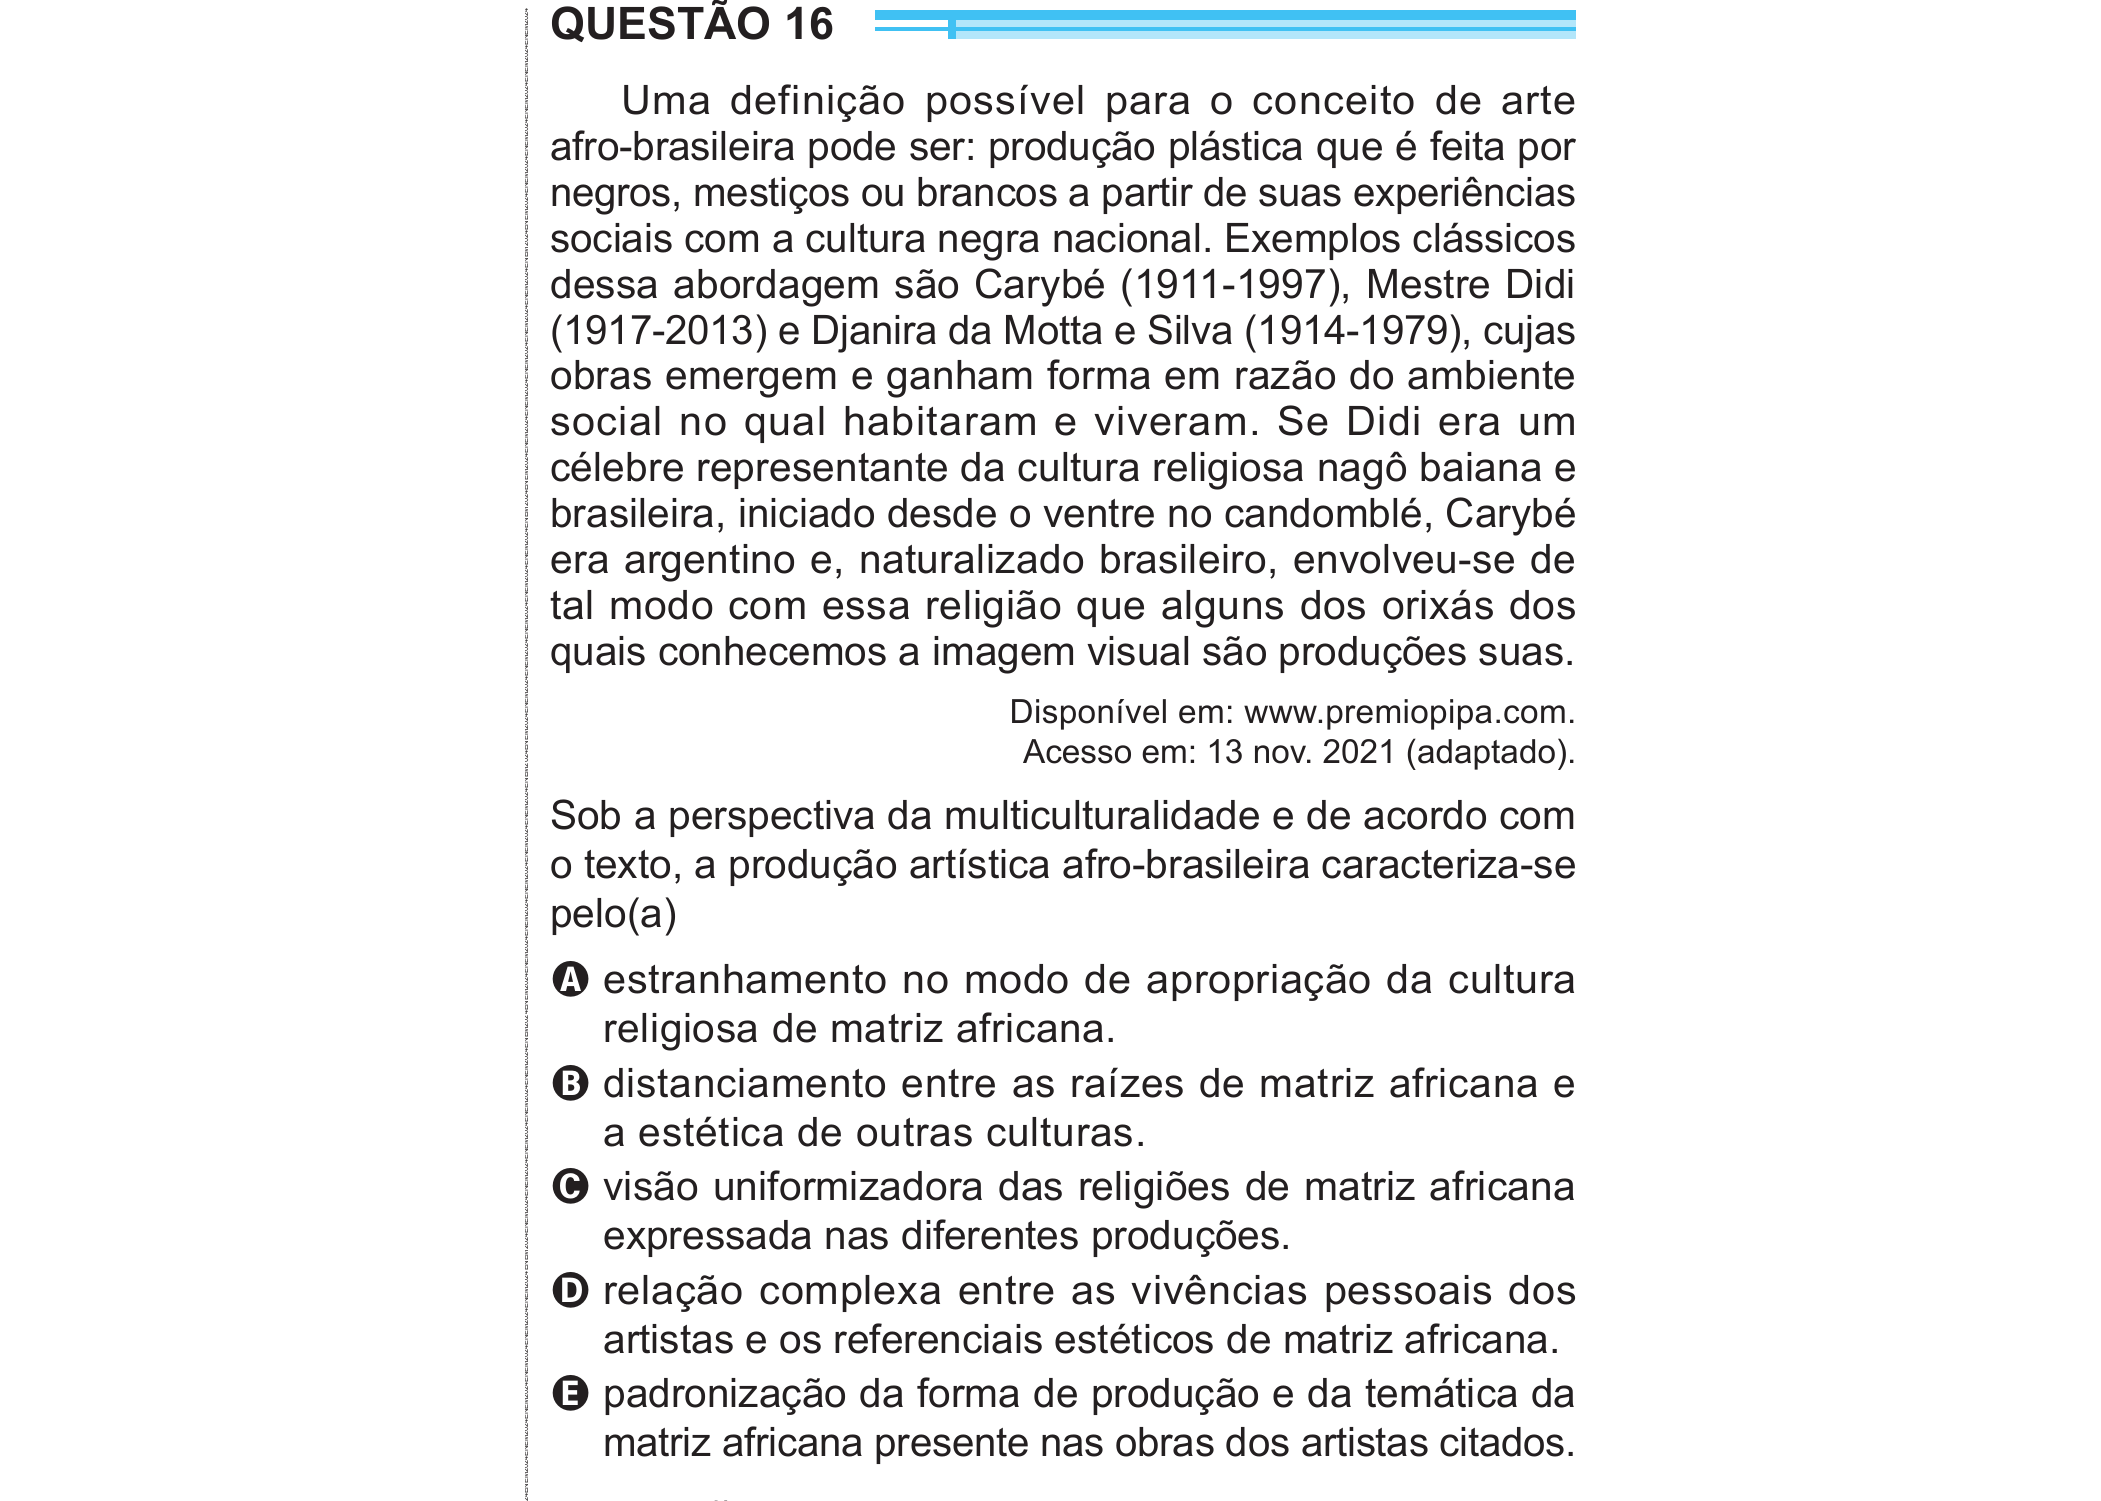 QUESTÃO 16
Uma definição possível para o conceito de arte
afro-brasileira pode ser: produção plástica que é feita por
negros, mestiços ou brancos a partir de suas experiências
sociais com a cultura negra nacional. Exemplos clássicos
dessa abordagem são Carybé (1911-1997), Mestre Didi
(1917-2013) e Djanira da Motta e Silva (1914-1979), cujas
obras emergem e ganham forma em razão do ambiente
social no qual habitaram e viveram. Se Didi era um
célebre representante da cultura religiosa nagô baiana e
brasileira, iniciado desde o ventre no candomblé, Carybé
era argentino e, naturalizado brasileiro, envolveu-se de
tal modo com essa religião que alguns dos orixás dos
quais conhecemos a imagem visual são produções suas.
Disponível em: www.premiopipa.com.
Acesso em: 13 nov. 2021 (adaptado).
Sob a perspectiva da multiculturalidade e de acordo com
o texto, a produção artística afro-brasileira caracteriza-se
pelo(a)
A estranhamento no modo de apropriação da cultura
religiosa de matriz africana.
B distanciamento entre as raízes de matriz africana e
a estética de outras culturas.
C visão uniformizadora das religiões de matriz africana
expressada nas diferentes produções.
D relação complexa entre as vivências pessoais dos
artistas e os referenciais estéticos de matriz africana.
E padronização da forma de produção e da temática da
matriz africana presente nas obras dos artistas citados.